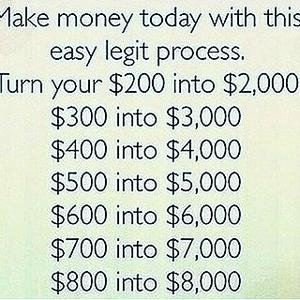 Make money today with this
easy legit process.
Turn your $200 into $2,000
$300 into $3,000
$400 into $4,000
$500 into $5,000
$600 into $6,000
$700 into $7,000
$800 into $8,000